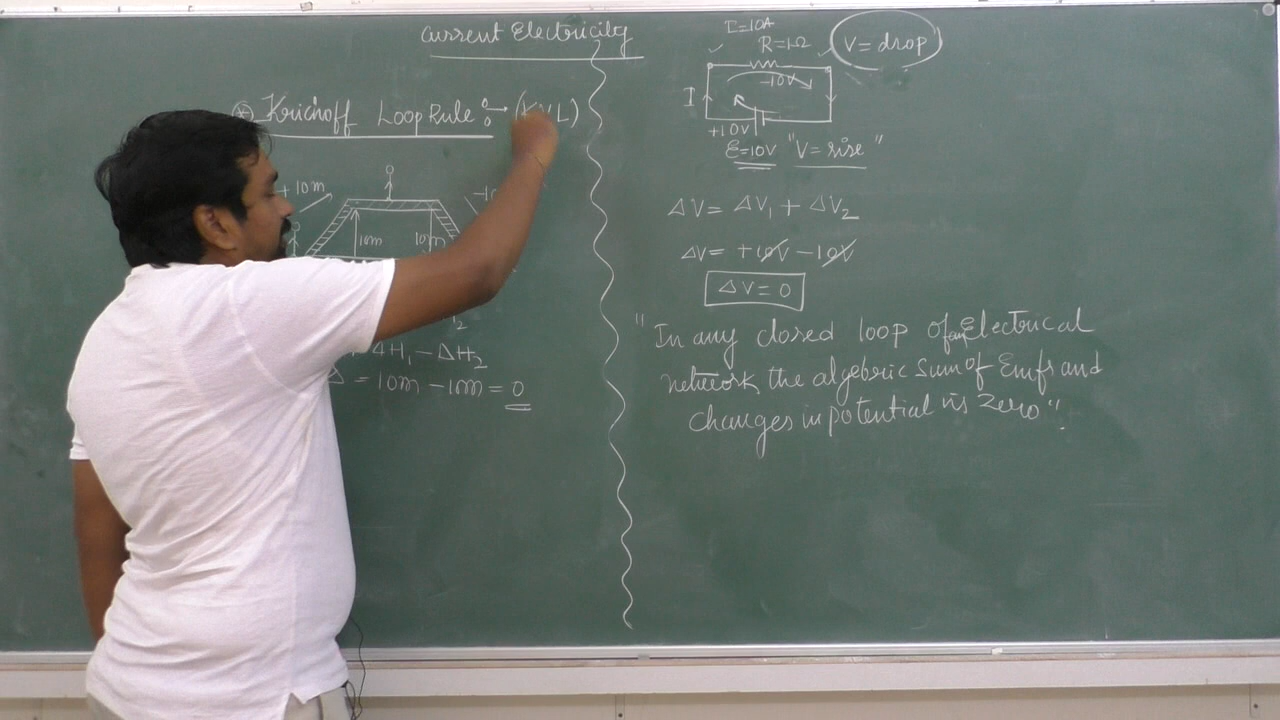 Current Electricity
Krichoff Loop Rule (KVL)
+10m
10m 10m
ΔH₁ - ΔH₂
= 10m - 10m = 0
I=10A
R=1Ω
V= drop
-10V
I
+10V
E=10V "V= rise"
ΔV= ΔV₁ + ΔV₂
ΔV= +10V -10V
ΔV= 0
"In any closed loop of an Electrical
network, the algebric sum of Emfs and
changes in potential is Zero".